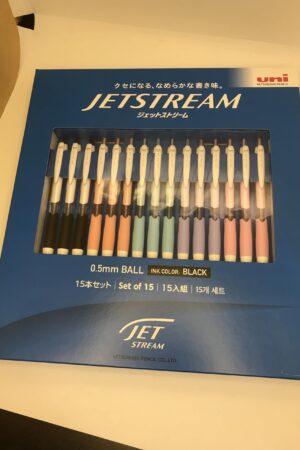 uni
MITSUBISHI PENCIL
クセになる、なめらかな書き味。
JETSTREAM
ジェットストリーム
0.5mm BALL INK COLOR: BLACK
15本セット | Set of 15 | 15入組 | 15개 세트
JET
STREAM
MITSUBISHI PENCIL CO., LTD.